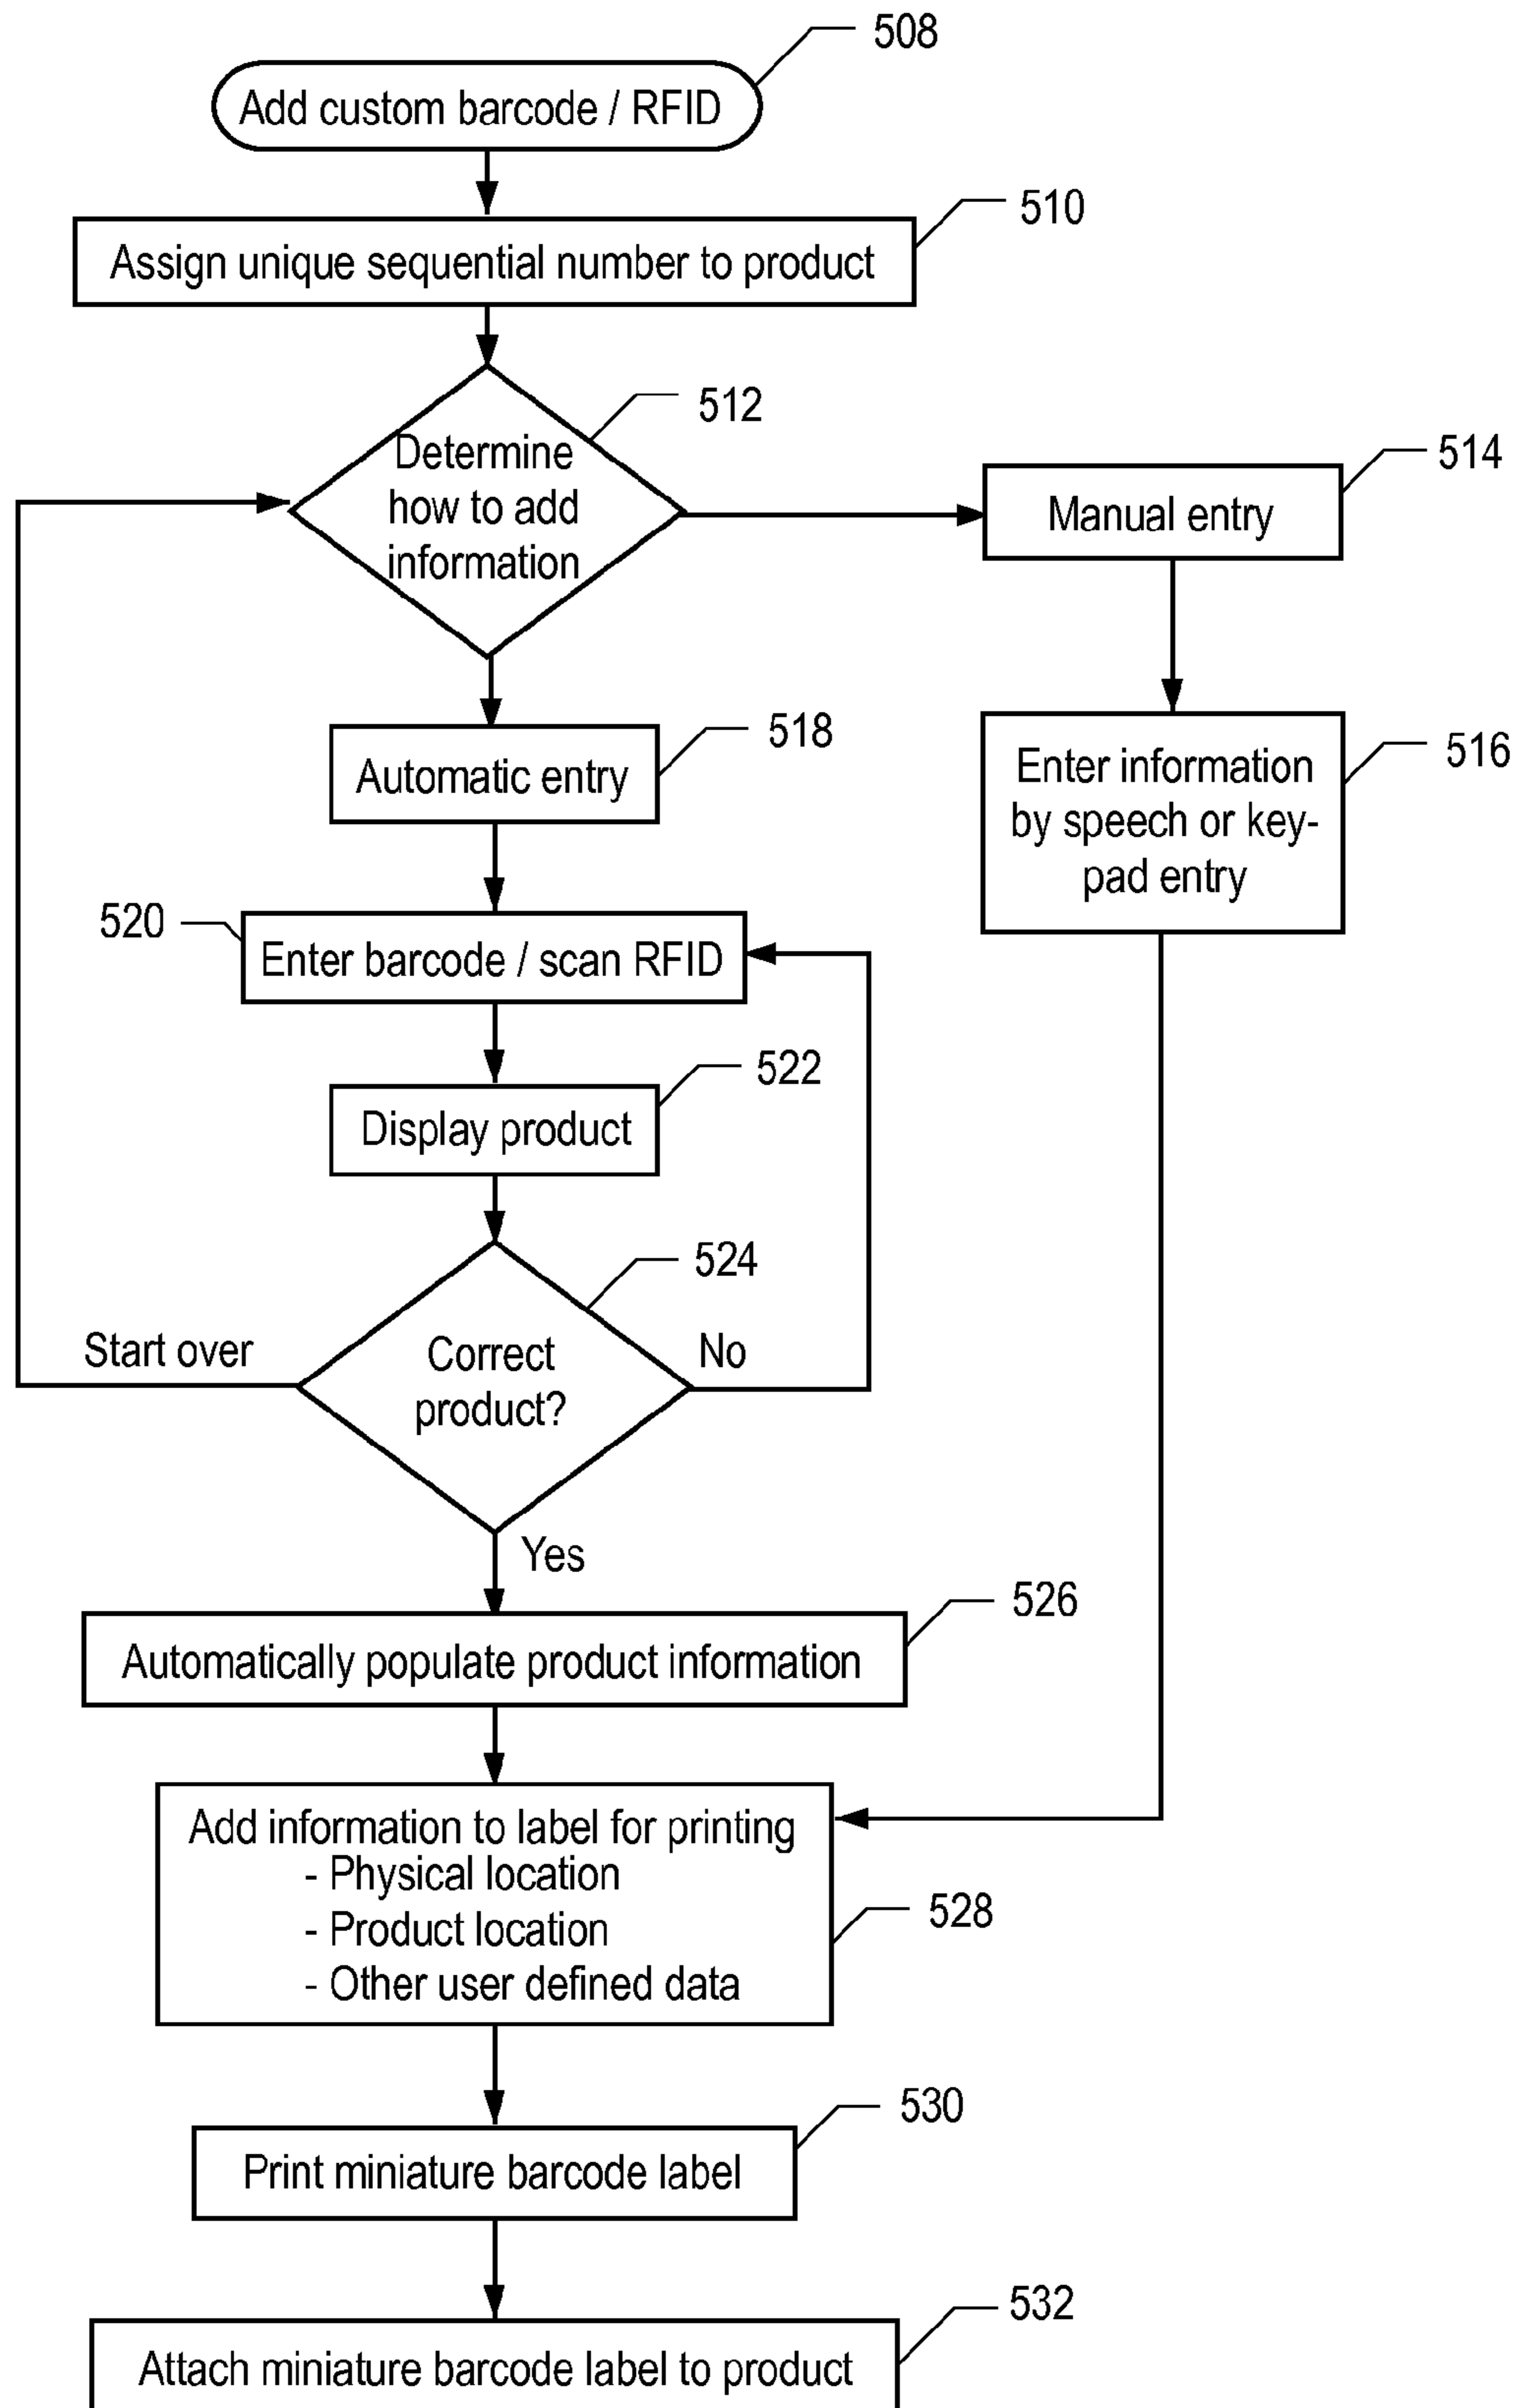 508
Add custom barcode / RFID
510
Assign unique sequential number to product
512
Determine
how to add
information
514
Manual entry
516
Enter information
by speech or key-
pad entry
518
Automatic entry
520
Enter barcode / scan RFID
522
Display product
524
Correct
product?
Start over
No
Yes
526
Automatically populate product information
Add information to label for printing
- Physical location
- Product location
- Other user defined data
528
530
Print miniature barcode label
532
Attach miniature barcode label to product